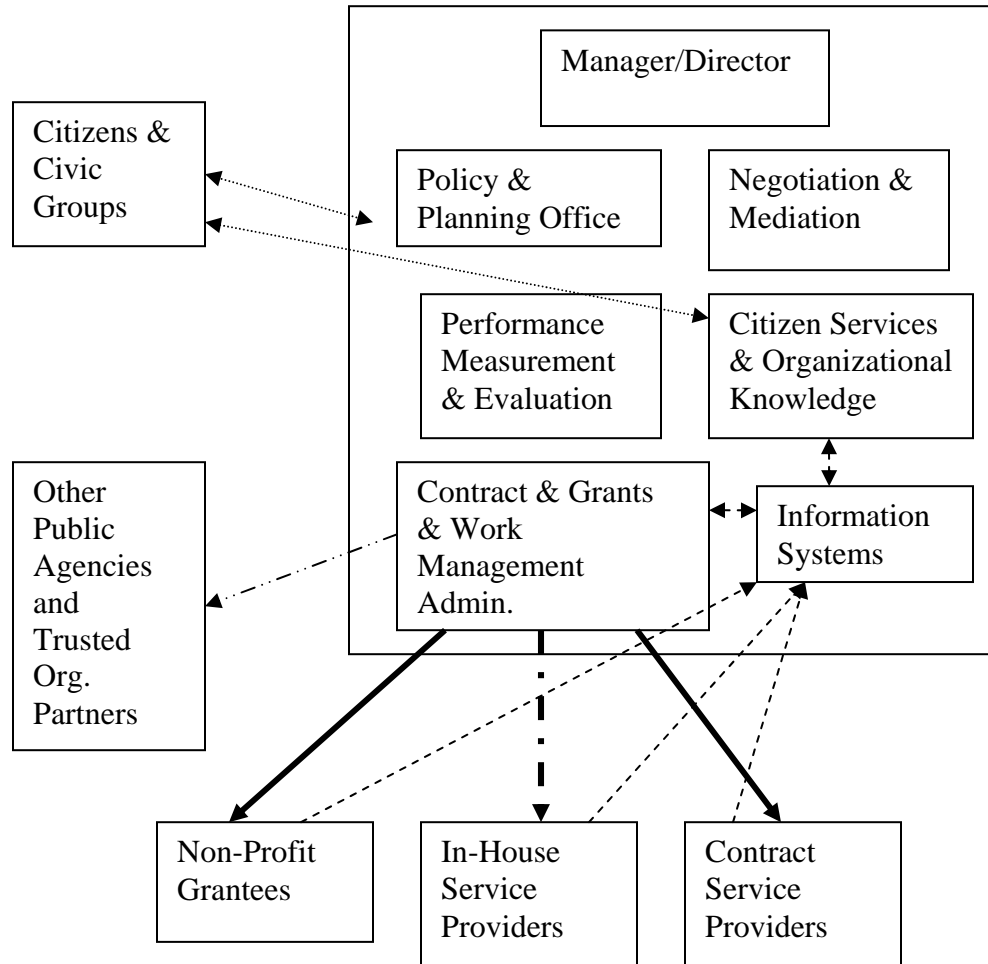 Manager/Director
Citizens &
Civic
Groups
Policy &
Planning Office
Negotiation &
Mediation
Performance
Measurement
& Evaluation
Citizen Services
& Organizational
Knowledge
Other
Public
Agencies
and
Trusted
Org.
Partners
Contract & Grants
& Work
Management
Admin.
Information
Systems
Non-Profit
Grantees
In-House
Service
Providers
Contract
Service
Providers